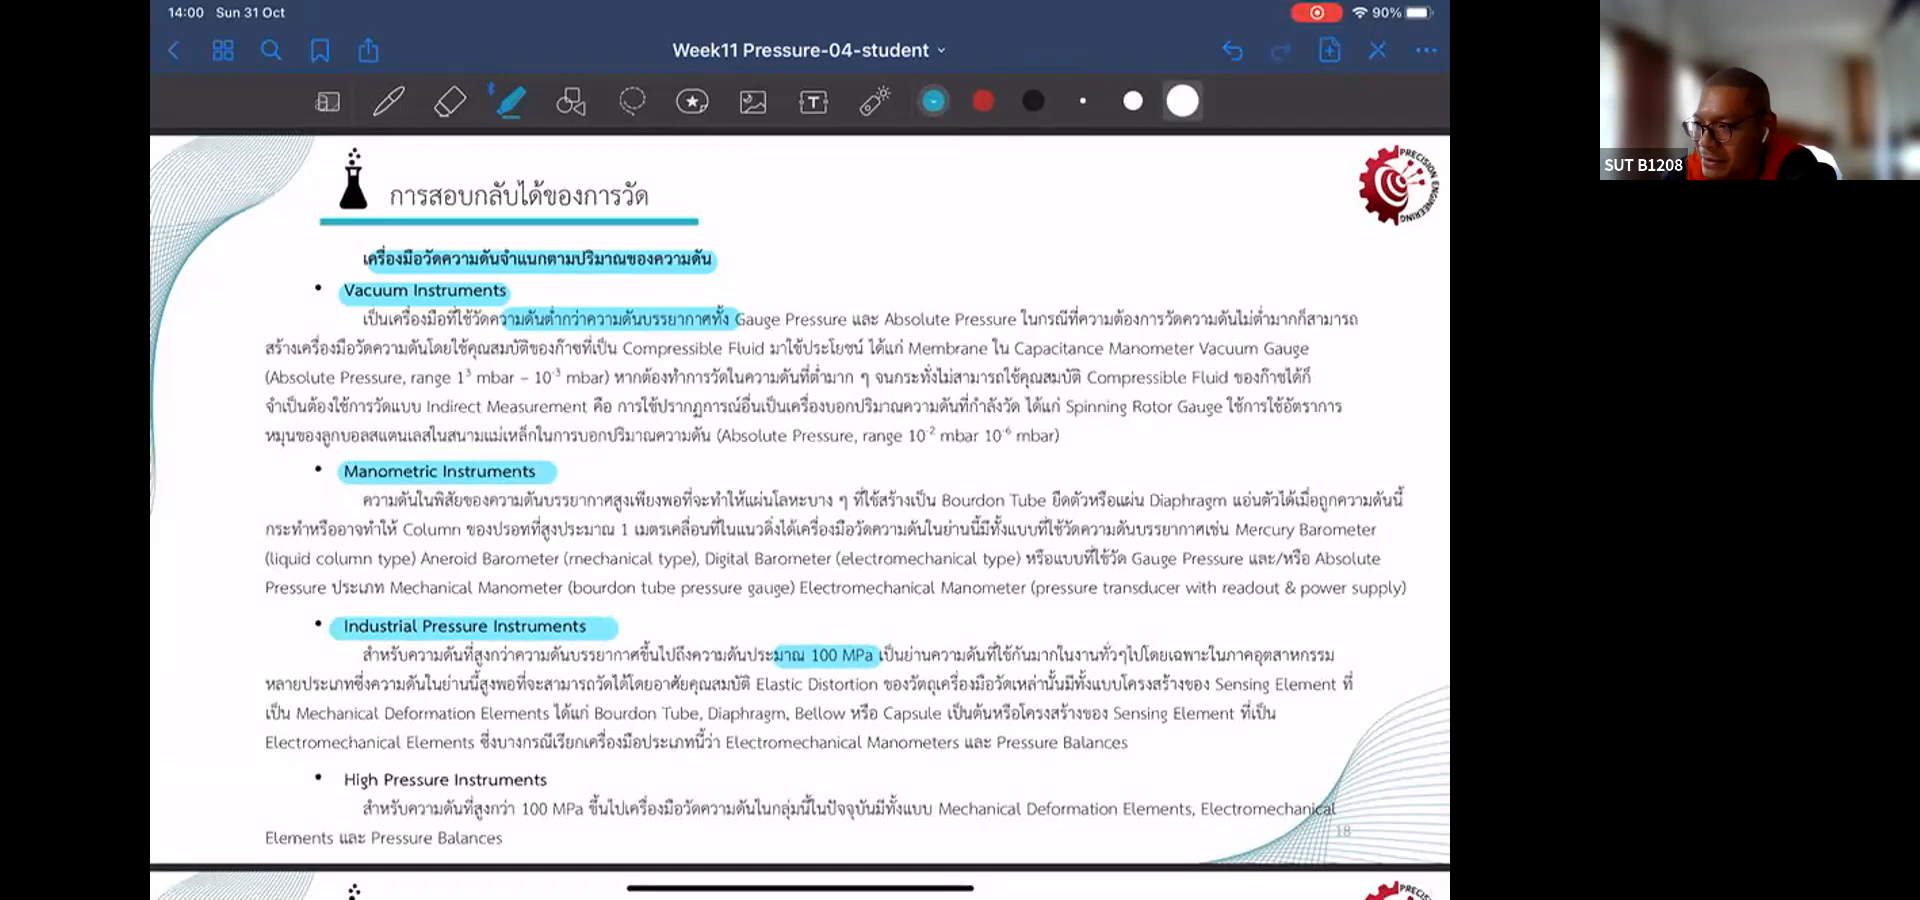 14:00 Sun 31 Oct
90%
Week11 Pressure-04-student
T
SUT B1208
PRECISION ENGINEERING
การสอบกลับได้ของการวัด
เครื่องมือวัดความดันจำแนกตามปริมาณของความดัน
• Vacuum Instruments
เป็นเครื่องมือที่ใช้วัดความดันต่ำกว่าความดันบรรยากาศทั้ง Gauge Pressure และ Absolute Pressure ในกรณีที่ความต้องการวัดความดันไม่ต่ำมากก็สามารถ
สร้างเครื่องมือวัดความดันโดยใช้คุณสมบัติของก๊าซที่เป็น Compressible Fluid มาใช้ประโยชน์ ได้แก่ Membrane ใน Capacitance Manometer Vacuum Gauge
(Absolute Pressure, range 1³ mbar – 10⁻³ mbar) หากต้องทำการวัดในความดันที่ต่ำมาก ๆ จนกระทั่งไม่สามารถใช้คุณสมบัติ Compressible Fluid ของก๊าซได้ก็
จำเป็นต้องใช้การวัดแบบ Indirect Measurement คือ การใช้ปรากฏการณ์อื่นเป็นเครื่องบอกปริมาณความดันที่กำลังวัด ได้แก่ Spinning Rotor Gauge ใช้การใช้อัตราการ
หมุนของลูกบอลสแตนเลสในสนามแม่เหล็กในการบอกปริมาณความดัน (Absolute Pressure, range 10⁻² mbar 10⁻⁶ mbar)
• Manometric Instruments
ความดันในพิสัยของความดันบรรยากาศสูงเพียงพอที่จะทำให้แผ่นโลหะบาง ๆ ที่ใช้สร้างเป็น Bourdon Tube ยืดตัวหรือแผ่น Diaphragm แอ่นตัวได้เมื่อถูกความดันนี้
กระทำหรืออาจทำให้ Column ของปรอทที่สูงประมาณ 1 เมตรเคลื่อนที่ในแนวดิ่งได้เครื่องมือวัดความดันในย่านนี้มีทั้งแบบที่ใช้วัดความดันบรรยากาศเช่น Mercury Barometer
(liquid column type) Aneroid Barometer (mechanical type), Digital Barometer (electromechanical type) หรือแบบที่ใช้วัด Gauge Pressure และ/หรือ Absolute
Pressure ประเภท Mechanical Manometer (bourdon tube pressure gauge) Electromechanical Manometer (pressure transducer with readout & power supply)
• Industrial Pressure Instruments
สำหรับความดันที่สูงกว่าความดันบรรยากาศขึ้นไปถึงความดันประมาณ 100 MPa เป็นย่านความดันที่ใช้กันมากในงานทั่วๆไปโดยเฉพาะในภาคอุตสาหกรรม
หลายประเภทซึ่งความดันในย่านนี้สูงพอที่จะสามารถวัดได้โดยอาศัยคุณสมบัติ Elastic Distortion ของวัตถุเครื่องมือวัดเหล่านั้นมีทั้งแบบโครงสร้างของ Sensing Element ที่
เป็น Mechanical Deformation Elements ได้แก่ Bourdon Tube, Diaphragm, Bellow หรือ Capsule เป็นต้นหรือโครงสร้างของ Sensing Element ที่เป็น
Electromechanical Elements ซึ่งบางกรณีเรียกเครื่องมือประเภทนี้ว่า Electromechanical Manometers และ Pressure Balances
• High Pressure Instruments
สำหรับความดันที่สูงกว่า 100 MPa ขึ้นไปเครื่องมือวัดความดันในกลุ่มนี้ในปัจจุบันมีทั้งแบบ Mechanical Deformation Elements, Electromechanical
Elements และ Pressure Balances
18